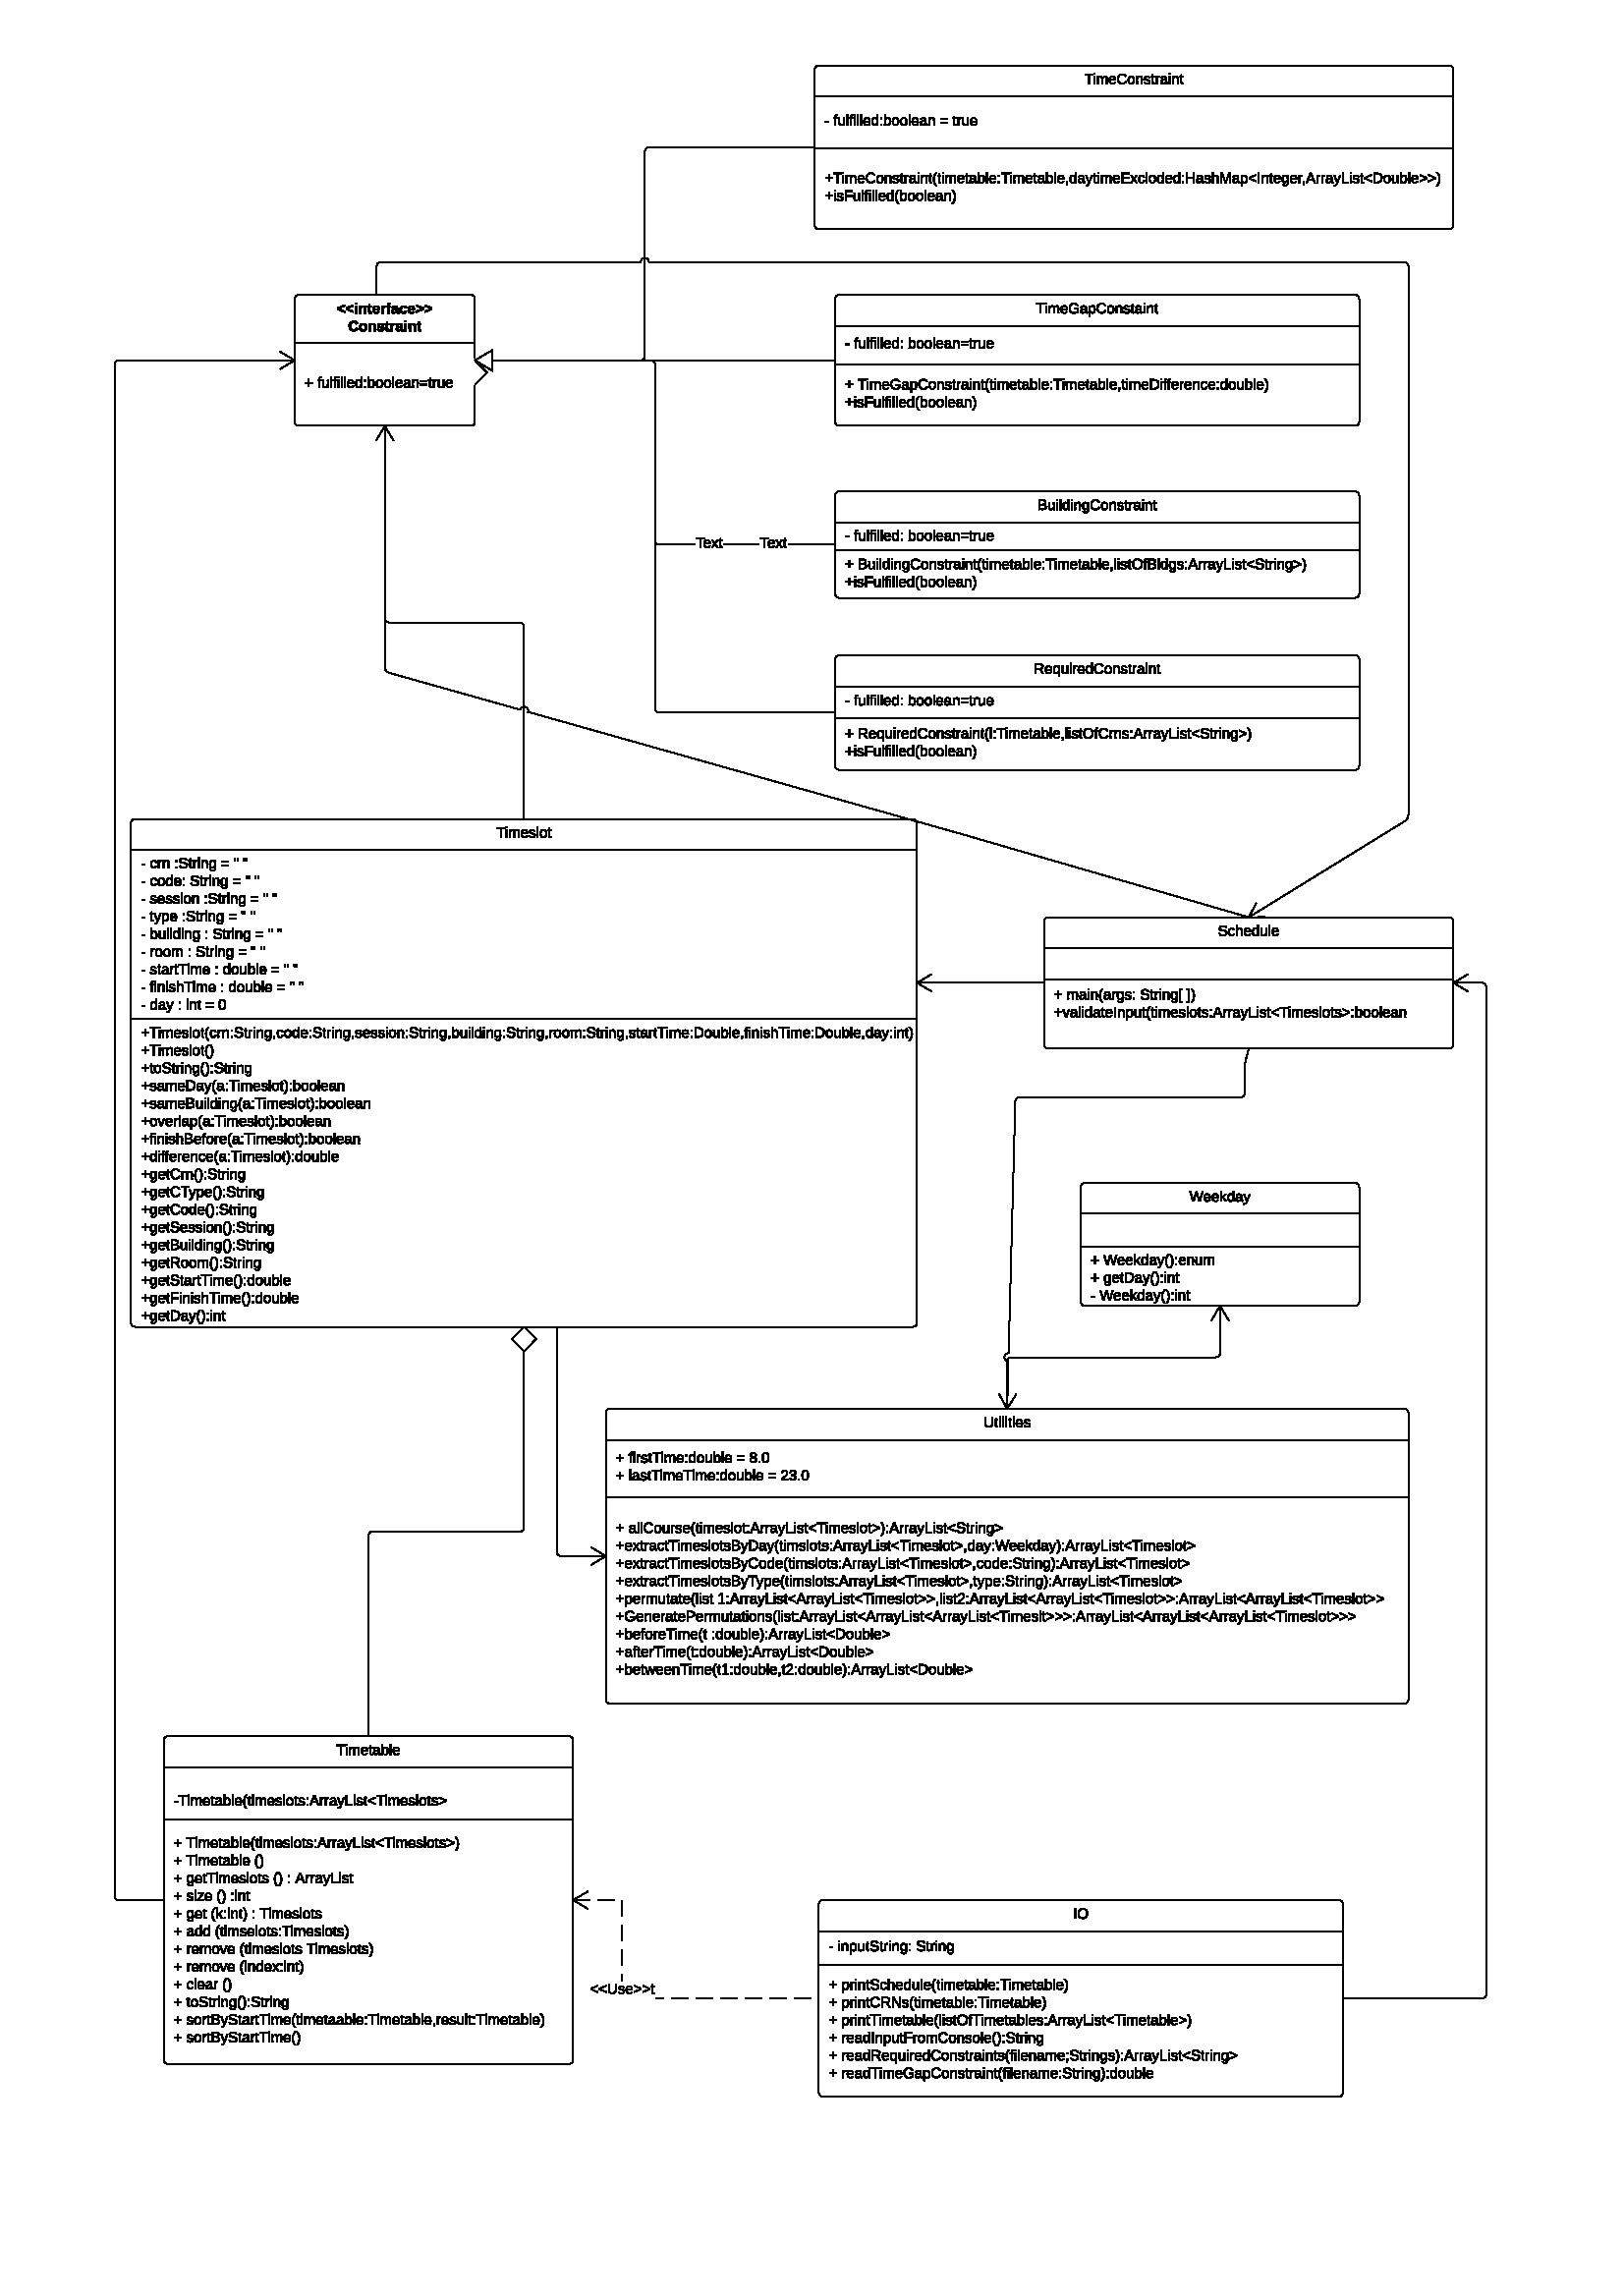 TimeConstraint
- fulfilled:boolean = true
+TimeConstraint(timetable:Timetable,daytimeExcloded:HashMap<Integer,ArrayList<Double>>)
+isFulfilled(boolean)
<<interface>>
Constraint
+ fulfilled:boolean=true
TimeGapConstaint
- fulfilled: boolean=true
+ TimeGapConstraint(timetable:Timetable,timeDifference:double)
+isFulfilled(boolean)
BuildingConstraint
- fulfilled: boolean=true
+ BuildingConstraint(timetable:Timetable,listOfBldgs:ArrayList<String>)
+isFulfilled(boolean)
Text Text
RequiredConstraint
- fulfilled: boolean=true
+ RequiredConstraint(l:Timetable,listOfCrns:ArrayList<String>)
+isFulfilled(boolean)
Timeslot
- crn :String = " "
- code: String = " "
- session :String = " "
- type :String = " "
- building : String = " "
- room : String = " "
- startTime : double = " "
- finishTime : double = " "
- day : int = 0
+Timeslot(crn:String,code:String,session:String,building:String,room:String,startTime:Double,finishTime:Double,day:int)
+Timeslot()
+toString():String
+sameDay(a:Timeslot):boolean
+sameBuilding(a:Timeslot):boolean
+overlap(a:Timeslot):boolean
+finishBefore(a:Timeslot):boolean
+difference(a:Timeslot):double
+getCrn():String
+getCType():String
+getCode():String
+getSession():String
+getBuilding():String
+getRoom():String
+getStartTime():double
+getFinishTime():double
+getDay():int
Schedule
+ main(args: String[ ])
+validateInput(timeslots:ArrayList<Timeslots>:boolean
Weekday
+ Weekday():enum
+ getDay():int
- Weekday():int
Utilities
+ firstTime:double = 8.0
+ lastTimeTime:double = 23.0
+ allCourse(timeslot:ArrayList<Timeslot>):ArrayList<String>
+extractTimeslotsByDay(timslots:ArrayList<Timeslot>,day:Weekday):ArrayList<Timeslot>
+extractTimeslotsByCode(timslots:ArrayList<Timeslot>,code:String):ArrayList<Timeslot>
+extractTimeslotsByType(timslots:ArrayList<Timeslot>,type:String):ArrayList<Timeslot>
+permutate(list 1:ArrayList<ArrayList<Timeslot>>,list2:ArrayList<ArrayList<Timeslot>>:ArrayList<ArrayList<Timeslot>>
+GeneratePermutations(list:ArrayList<ArrayList<ArrayList<Timeslt>>>:ArrayList<ArrayList<ArrayList<Timeslot>>>
+beforeTime(t :double):ArrayList<Double>
+afterTime(t:double):ArrayList<Double>
+betweenTime(t1:double,t2:double):ArrayList<Double>
Timetable
-Timetable(timeslots:ArrayList<Timeslots>
+ Timetable(timeslots:ArrayList<Timeslots>)
+ Timetable ()
+ getTimeslots () : ArrayList
+ size () :int
+ get (k:int) : Timeslots
+ add (timselots:Timeslots)
+ remove (timeslots Timeslots)
+ remove (index:int)
+ clear ()
+ toString():String
+ sortByStartTime(timetaable:Timetable,result:Timetable)
+ sortByStartTime()
<<Use>>t
IO
- inputString: String
+ printSchedule(timetable:Timetable)
+ printCRNs(timetable:Timetable)
+ printTimetable(listOfTimetables:ArrayList<Timetable>)
+ readInputFromConsole():String
+ readRequiredConstraints(filename;Strings):ArrayList<String>
+ readTimeGapConstraint(filename:String):double